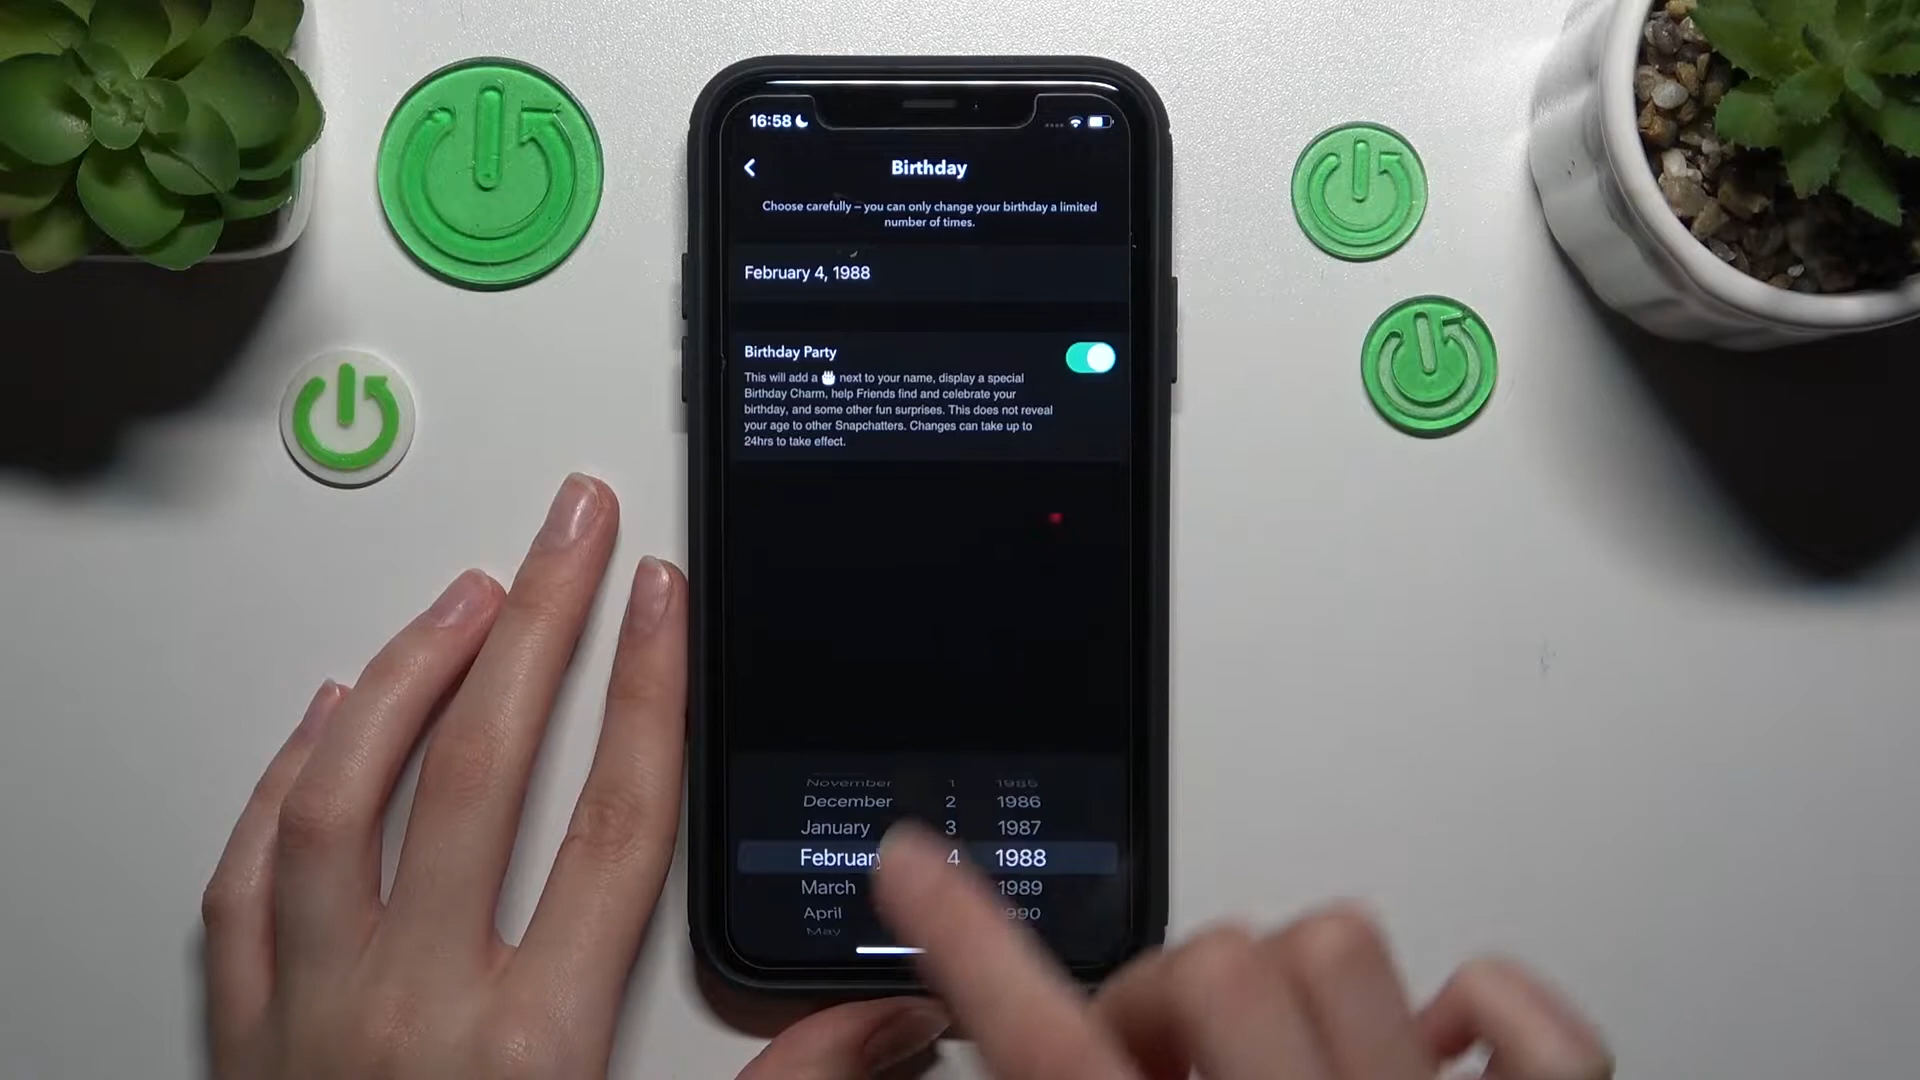 16:58
Birthday
Choose carefully – you can only change your birthday a limited
number of times.
February 4, 1988
Birthday Party
This will add a 🎂 next to your name, display a special
Birthday Charm, help Friends find and celebrate your
birthday, and some other fun surprises. This does not reveal
your age to other Snapchatters. Changes can take up to
24hrs to take effect.
November 1 1985
December 2 1986
January 3 1987
February 4 1988
March 1989
April
May